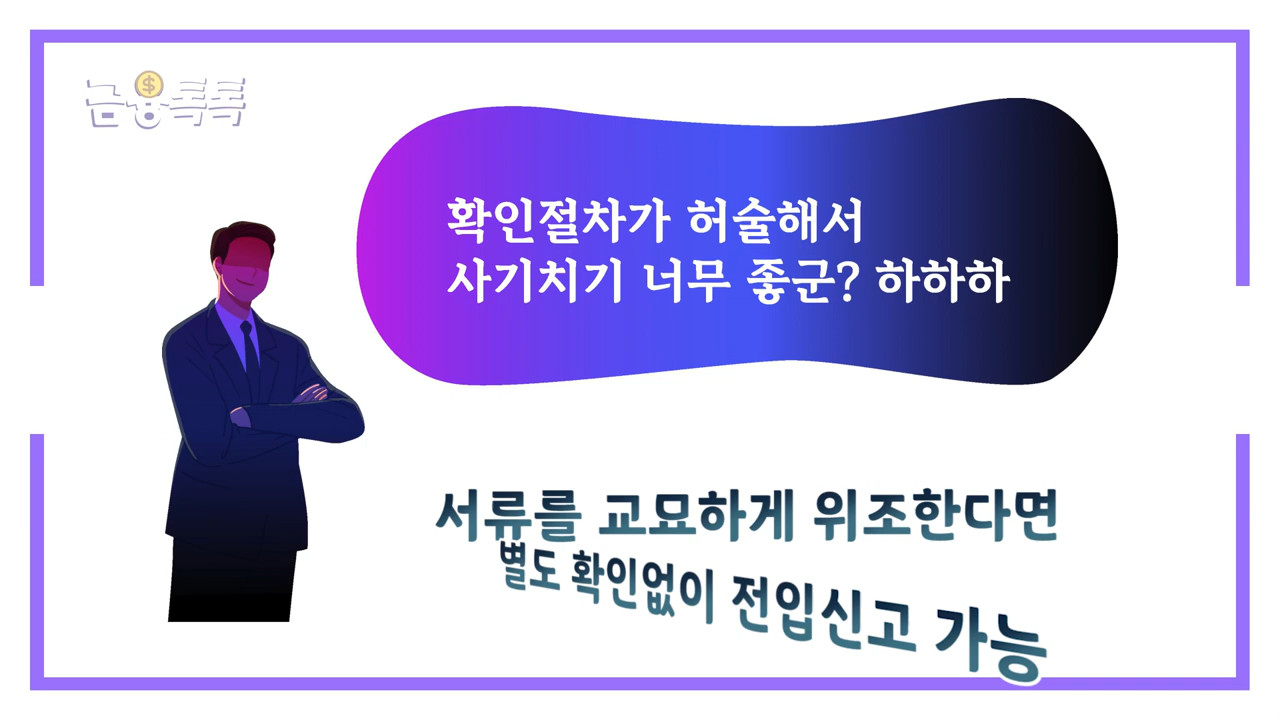 금융톡톡
확인절차가 허술해서
사기치기 너무 좋군? 하하하
서류를 교묘하게 위조한다면
별도 확인없이 전입신고 가능